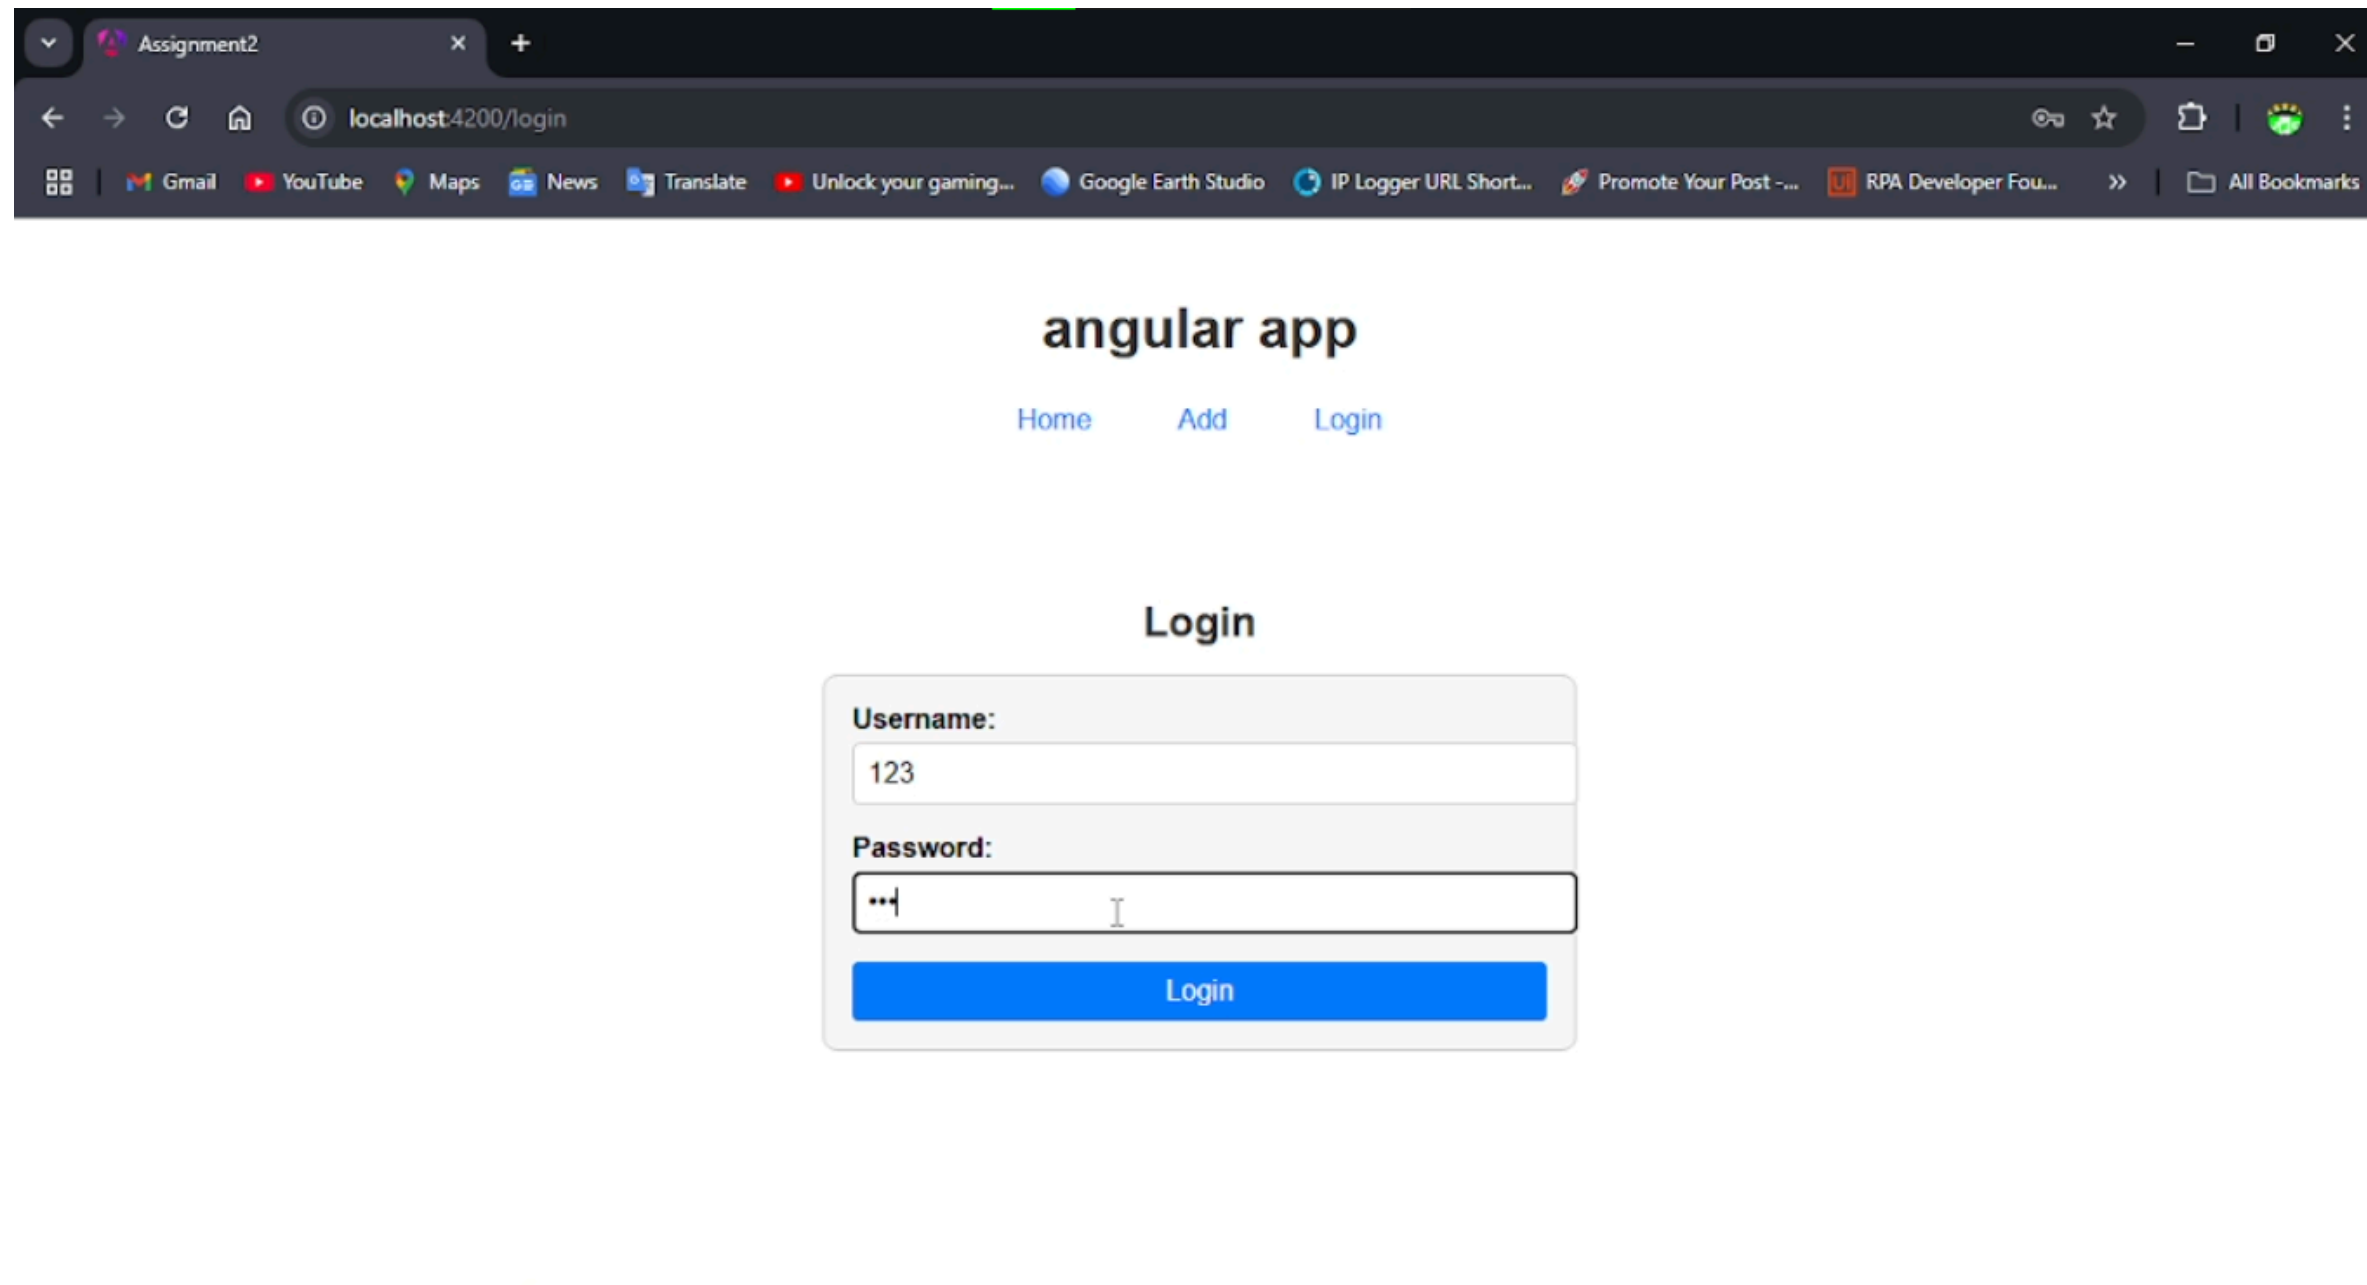 Assignment2
localhost:4200/login
Gmail YouTube Maps News Translate Unlock your gaming... Google Earth Studio IP Logger URL Short... Promote Your Post -... RPA Developer Fou... » All Bookmarks
angular app
Home Add Login
Login
Username:
123
Password:
•••
Login